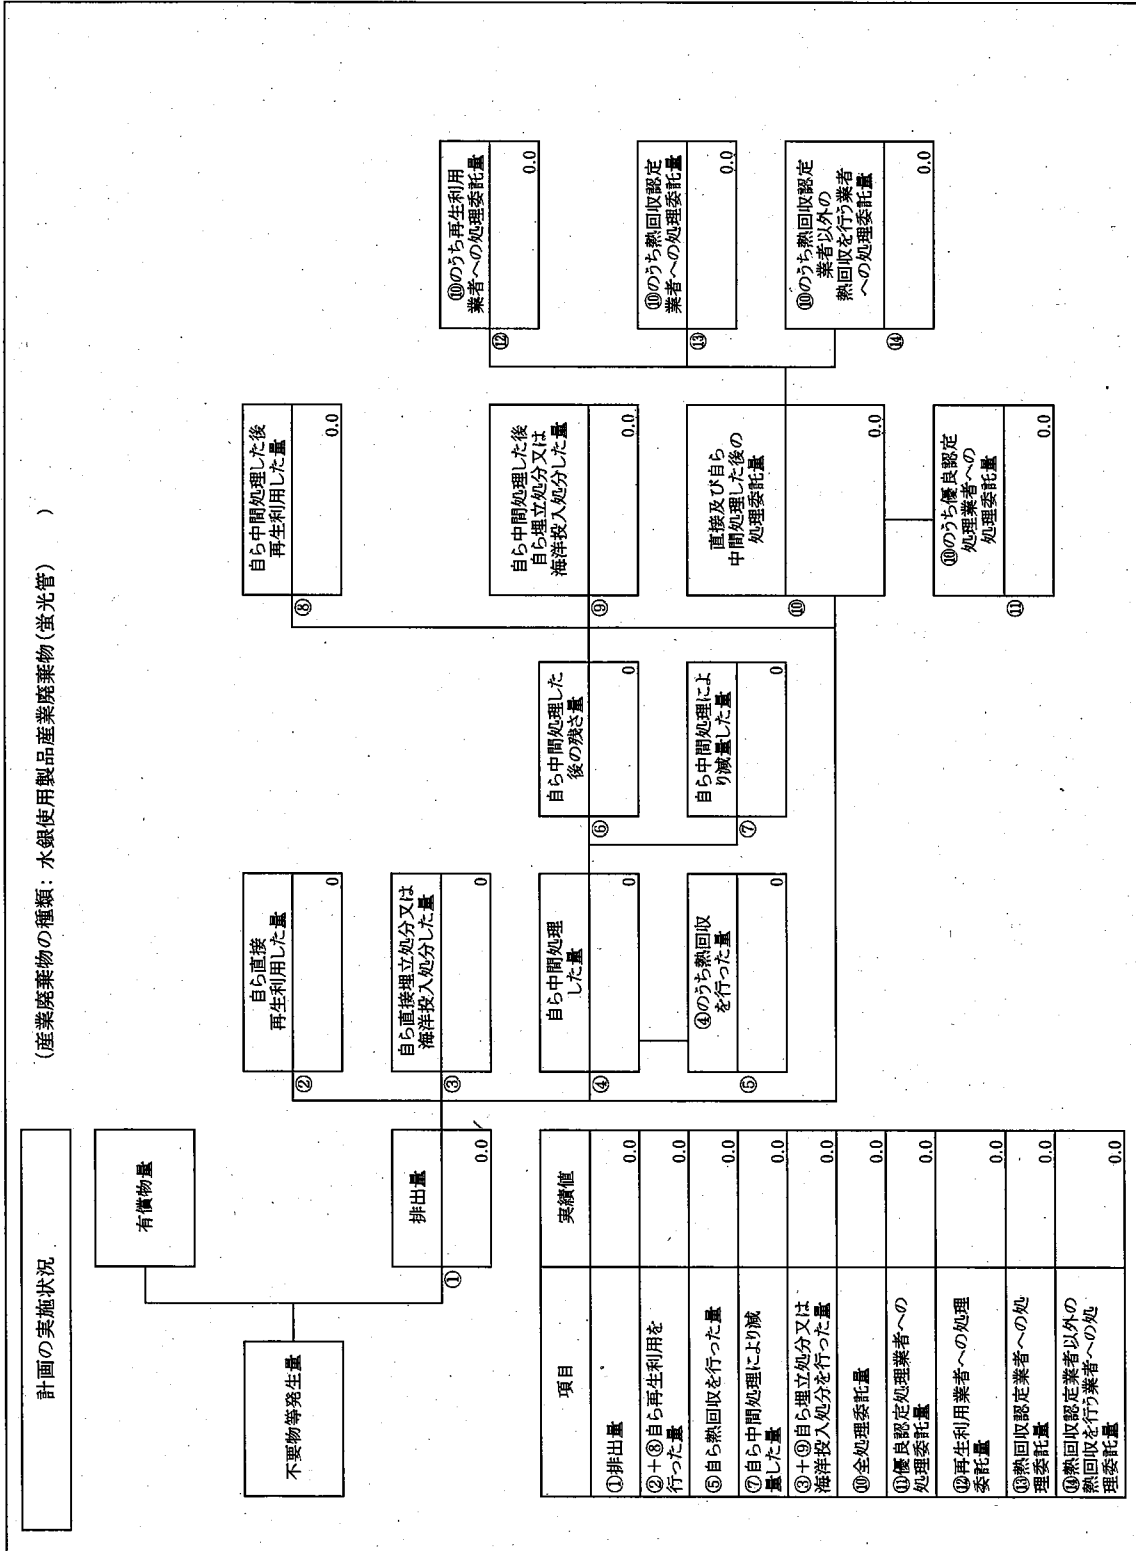 計画の実施状況
(産業廃棄物の種類: 水銀使用製品産業廃棄物(蛍光管) )
不要物等発生量
有償物量
①
排出量
0.0
②
自ら直接
再生利用した量
0
③
自ら直接埋立処分又は
海洋投入処分した量
0
④
自ら中間処理
した量
0
⑤
④のうち熱回収
を行った量
0
⑥
自ら中間処理した
後の残さ量
0
⑦
自ら中間処理によ
り減量した量
0
⑧
自ら中間処理した後
再生利用した量
0.0
⑨
自ら中間処理した後
自ら埋立処分又は
海洋投入処分した量
0.0
⑩
直接及び自ら
中間処理した後の
処理委託量
0.0
⑪
⑩のうち優良認定
処理業者への
処理委託量
0.0
⑫
⑩のうち再生利用
業者への処理委託量
0.0
⑬
⑩のうち熱回収認定
業者への処理委託量
0.0
⑭
⑩のうち熱回収認定
業者以外の
熱回収を行う業者
への処理委託量
0.0
項目 実績値
①排出量 0.0
②+⑧自ら再生利用を
行った量 0.0
⑤自ら熱回収を行った量 0.0
⑦自ら中間処理により減
量した量 0.0
③+⑨自ら埋立処分又は
海洋投入処分を行った量 0.0
⑩全処理委託量 0.0
⑪優良認定処理業者への
処理委託量 0.0
⑫再生利用業者への処理
委託量 0.0
⑬熱回収認定業者への処
理委託量 0.0
⑭熱回収認定業者以外の
熱回収を行う業者への処
理委託量 0.0